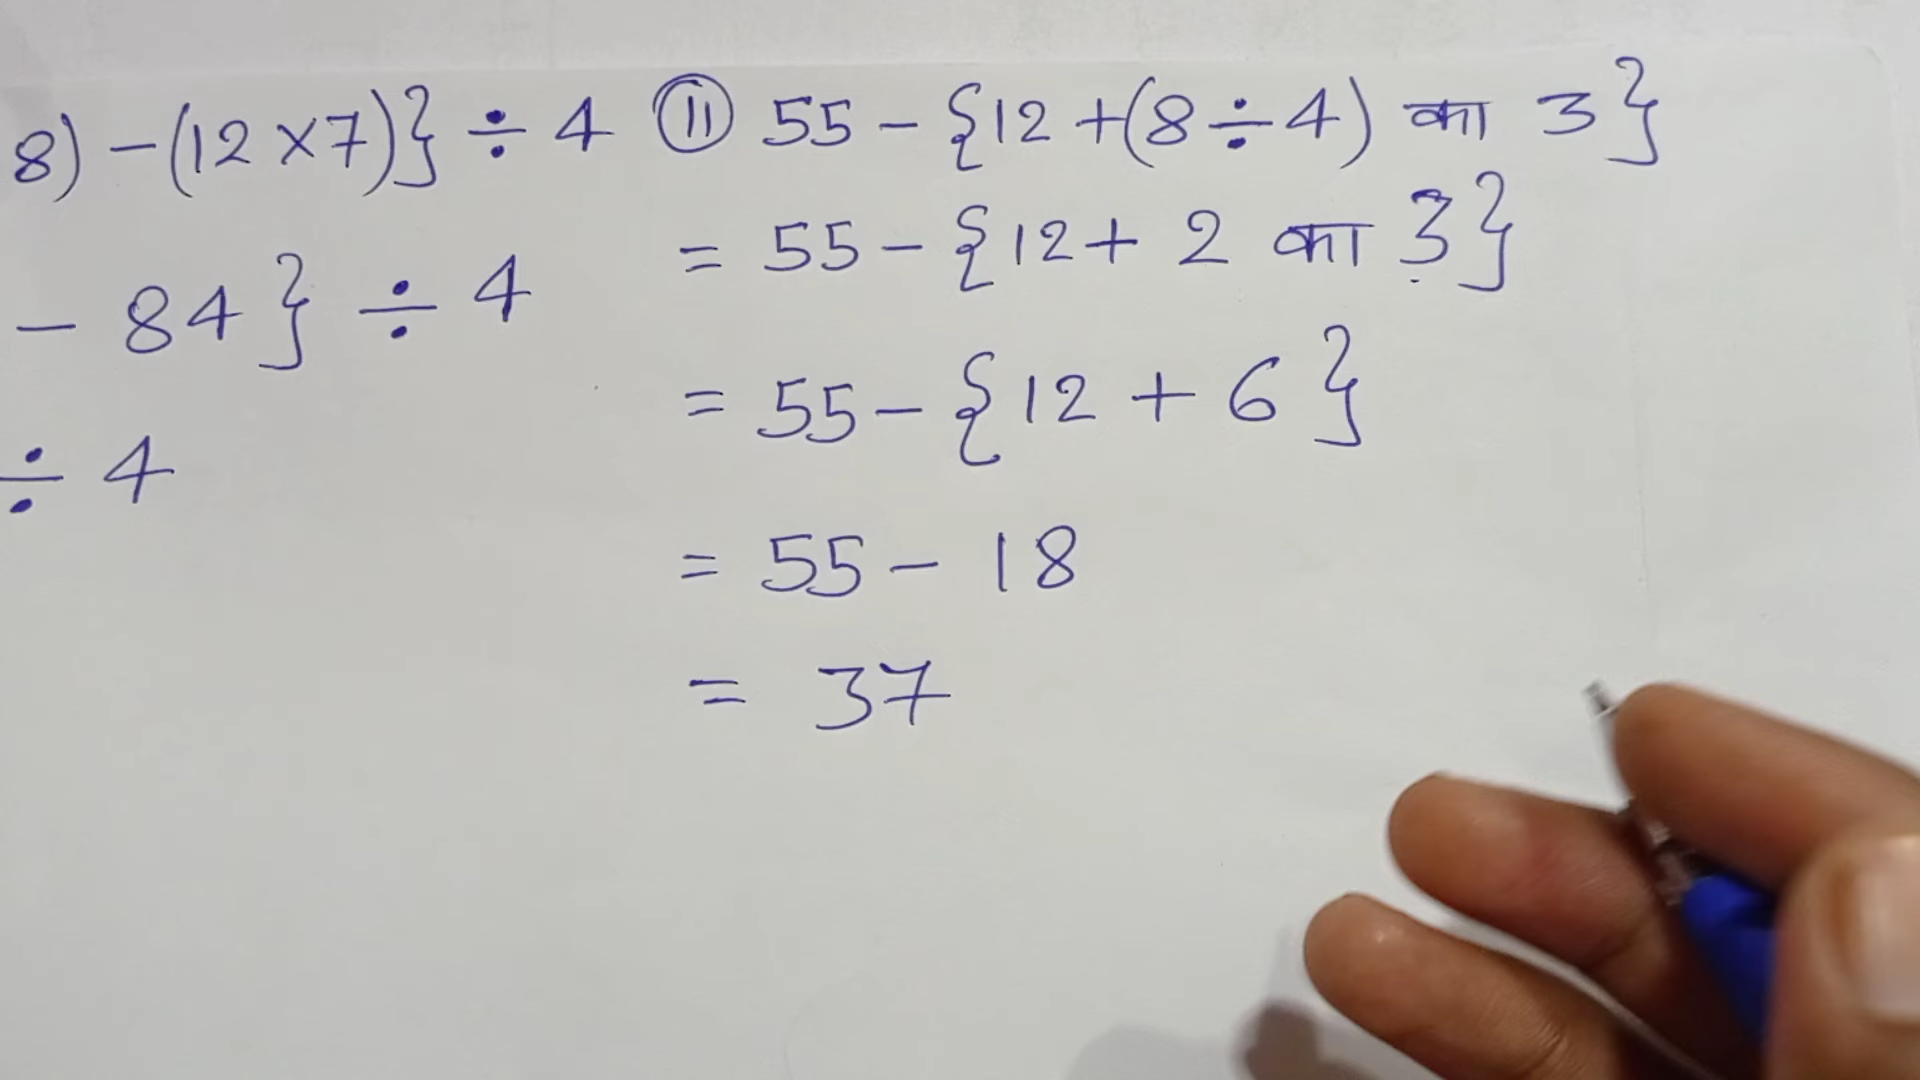 8) - (12 × 7)} ÷ 4
- 84} ÷ 4
÷ 4
(11) 55 - {12 + (8 ÷ 4) का 3}
= 55 - {12 + 2 का 3}
= 55 - {12 + 6}
= 55 - 18
= 37